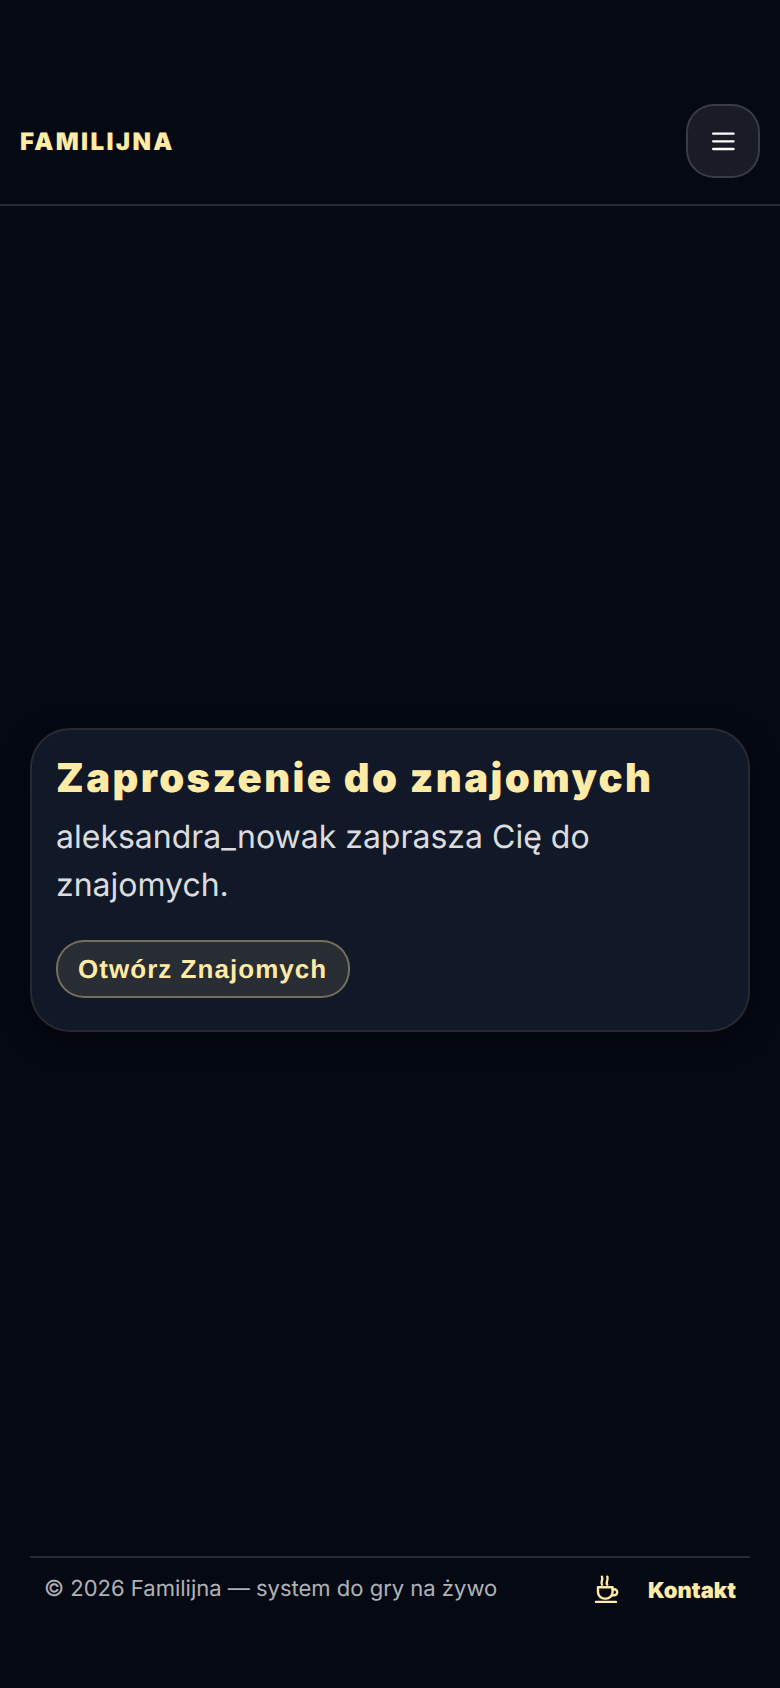 FAMILIJNA
Zaproszenie do znajomych
aleksandra_nowak zaprasza Cię do
znajomych.
Otwórz Znajomych
© 2026 Familijna — system do gry na żywo
Kontakt